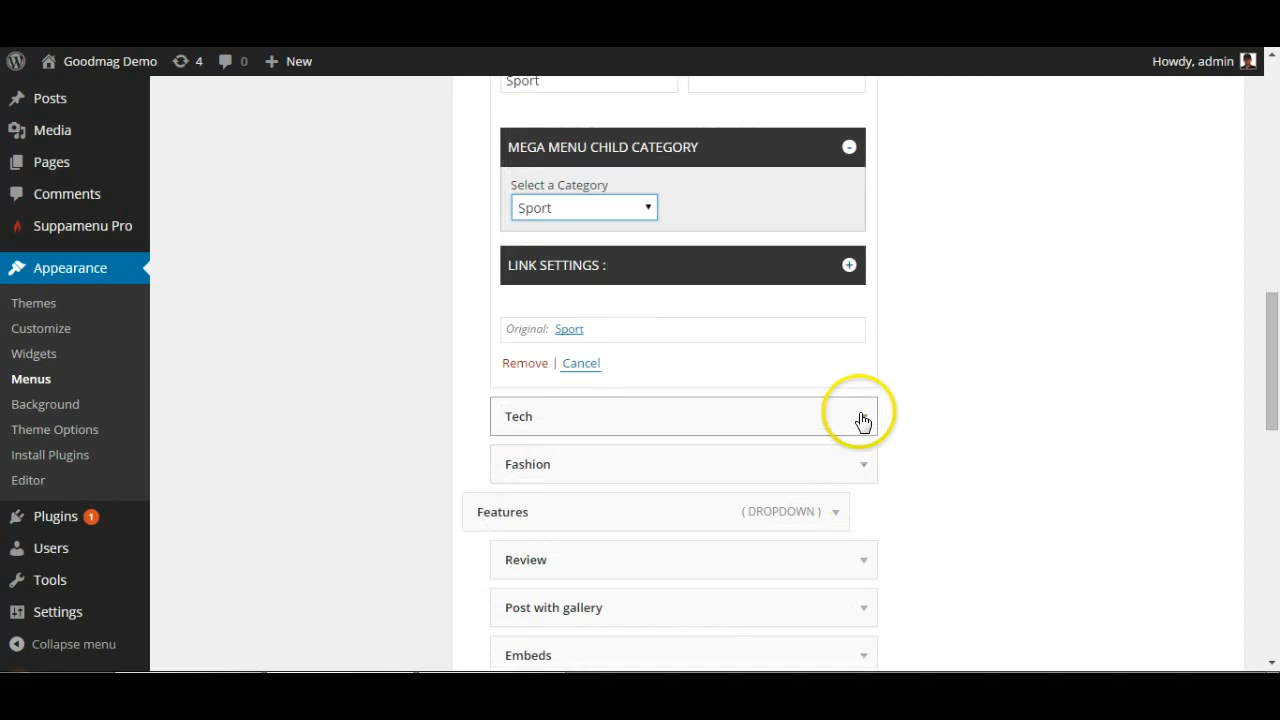 Goodmag Demo 4 0 New Howdy, admin
Posts
Media
Pages
Comments
Suppamenu Pro
Appearance
Themes
Customize
Widgets
Menus
Background
Theme Options
Install Plugins
Editor
Plugins 1
Users
Tools
Settings
Collapse menu
Sport
MEGA MENU CHILD CATEGORY
Select a Category
Sport
LINK SETTINGS :
Original: Sport
Remove | Cancel
Tech
Fashion
Features ( DROPDOWN )
Review
Post with gallery
Embeds